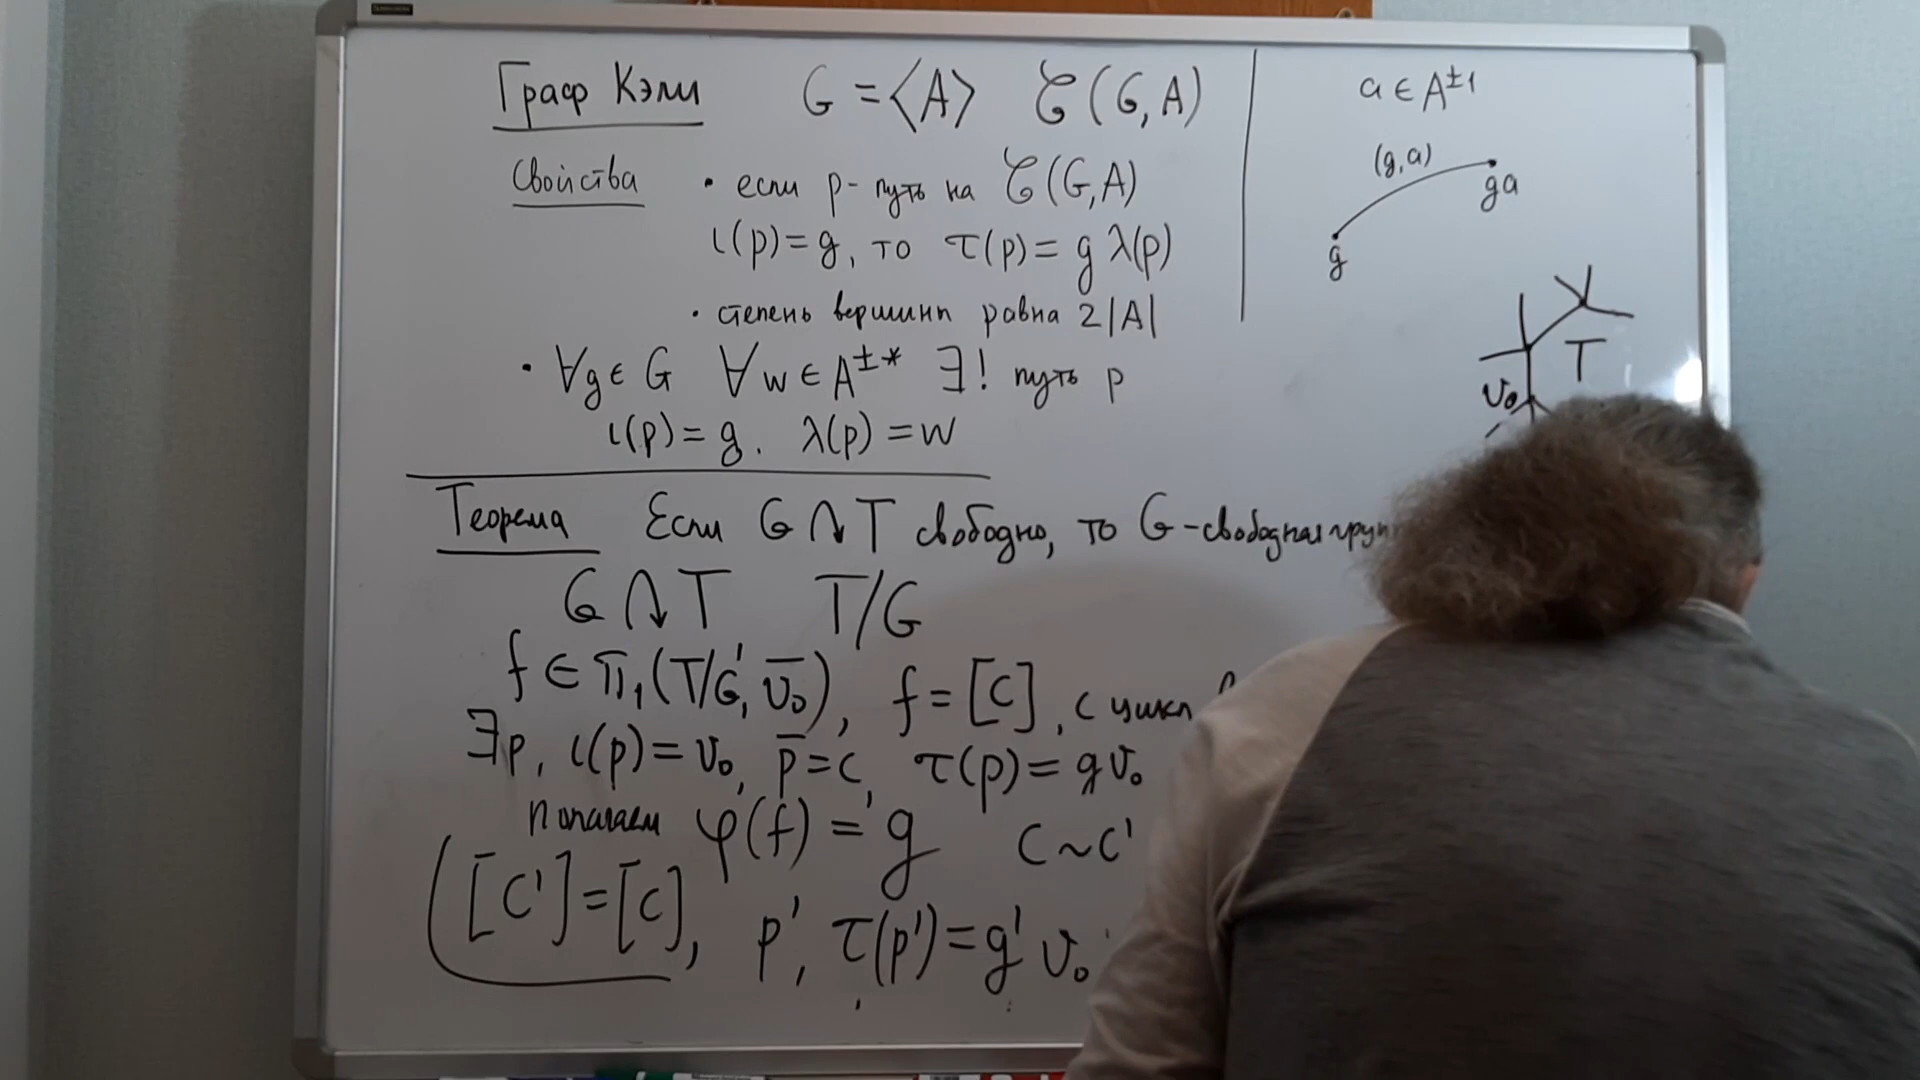 Граф Кэли G = ⟨A⟩ 𝒞(G,A)
Свойства • если p - путь на 𝒞(G,A)
ι(p)=g, то τ(p)= g λ(p)
• степень вершины равна 2|A|
• ∀g∈G ∀w∈A^{±*} ∃! путь p
ι(p)=g. λ(p)=w
a ∈ A^{±1}
(g,a)
ga
g
T
v₀
Теорема Если G ↷ T свободно, то G-свободная
G ↷ T T/G
f ∈ π₁(T/G, v̄₀), f = [c], c цикл
∃p, ι(p)=v₀, p̄=c, τ(p)=gv₀
полагаем φ(f) = g c~c'
[c']=[c], p', τ(p')=g'v₀